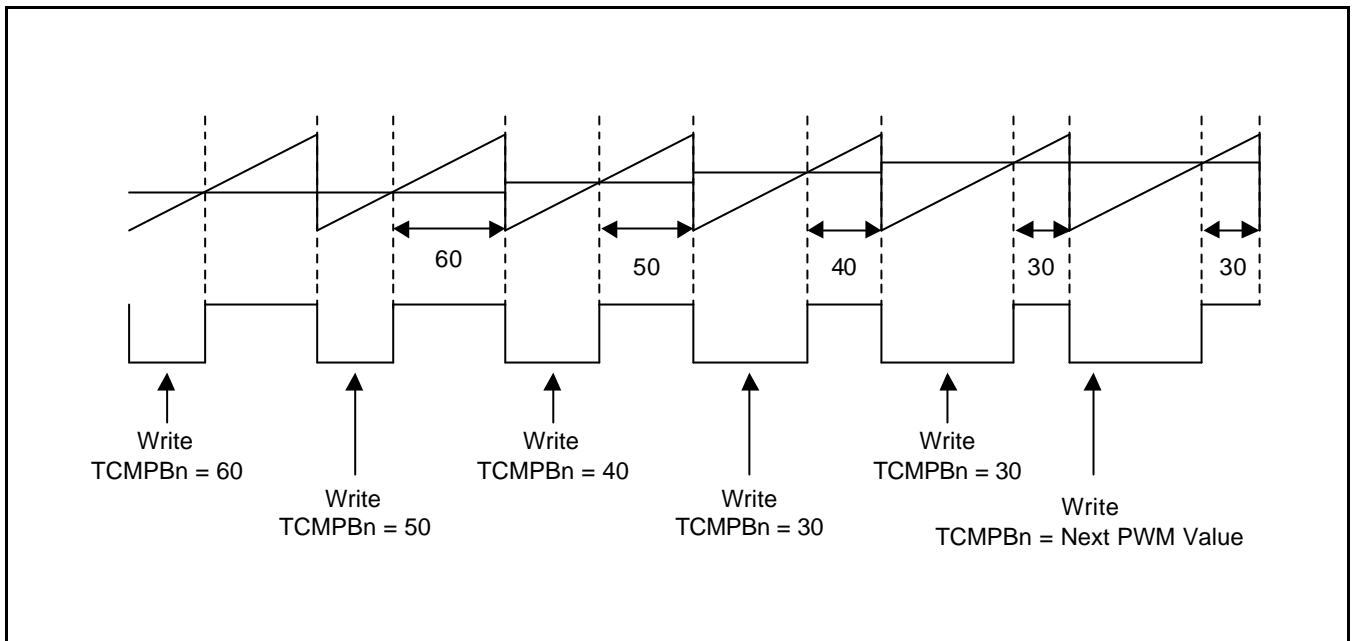 60
50
40
30
30
Write
TCMPBn = 60
Write
TCMPBn = 50
Write
TCMPBn = 40
Write
TCMPBn = 30
Write
TCMPBn = 30
Write
TCMPBn = Next PWM Value